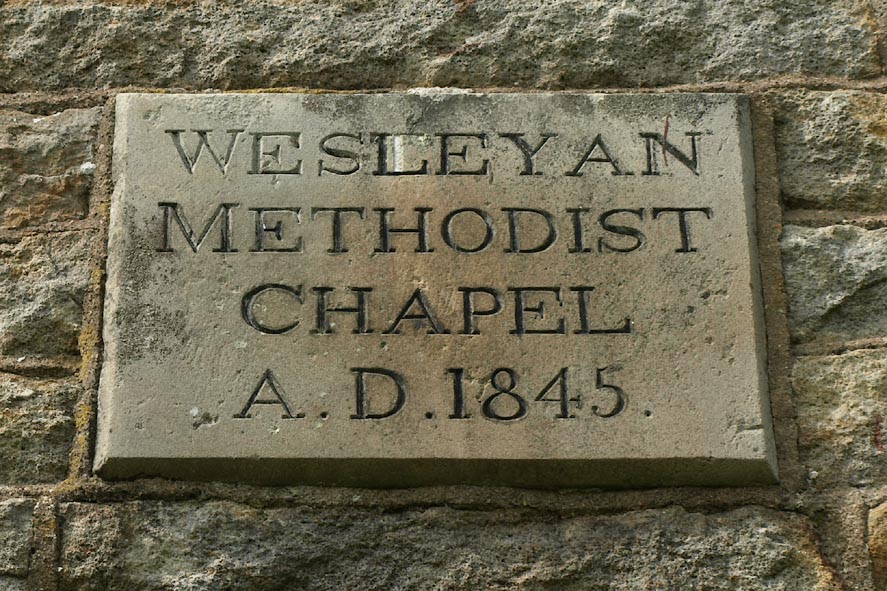 WESLEYAN
METHODIST
CHAPEL
A.D.1845.